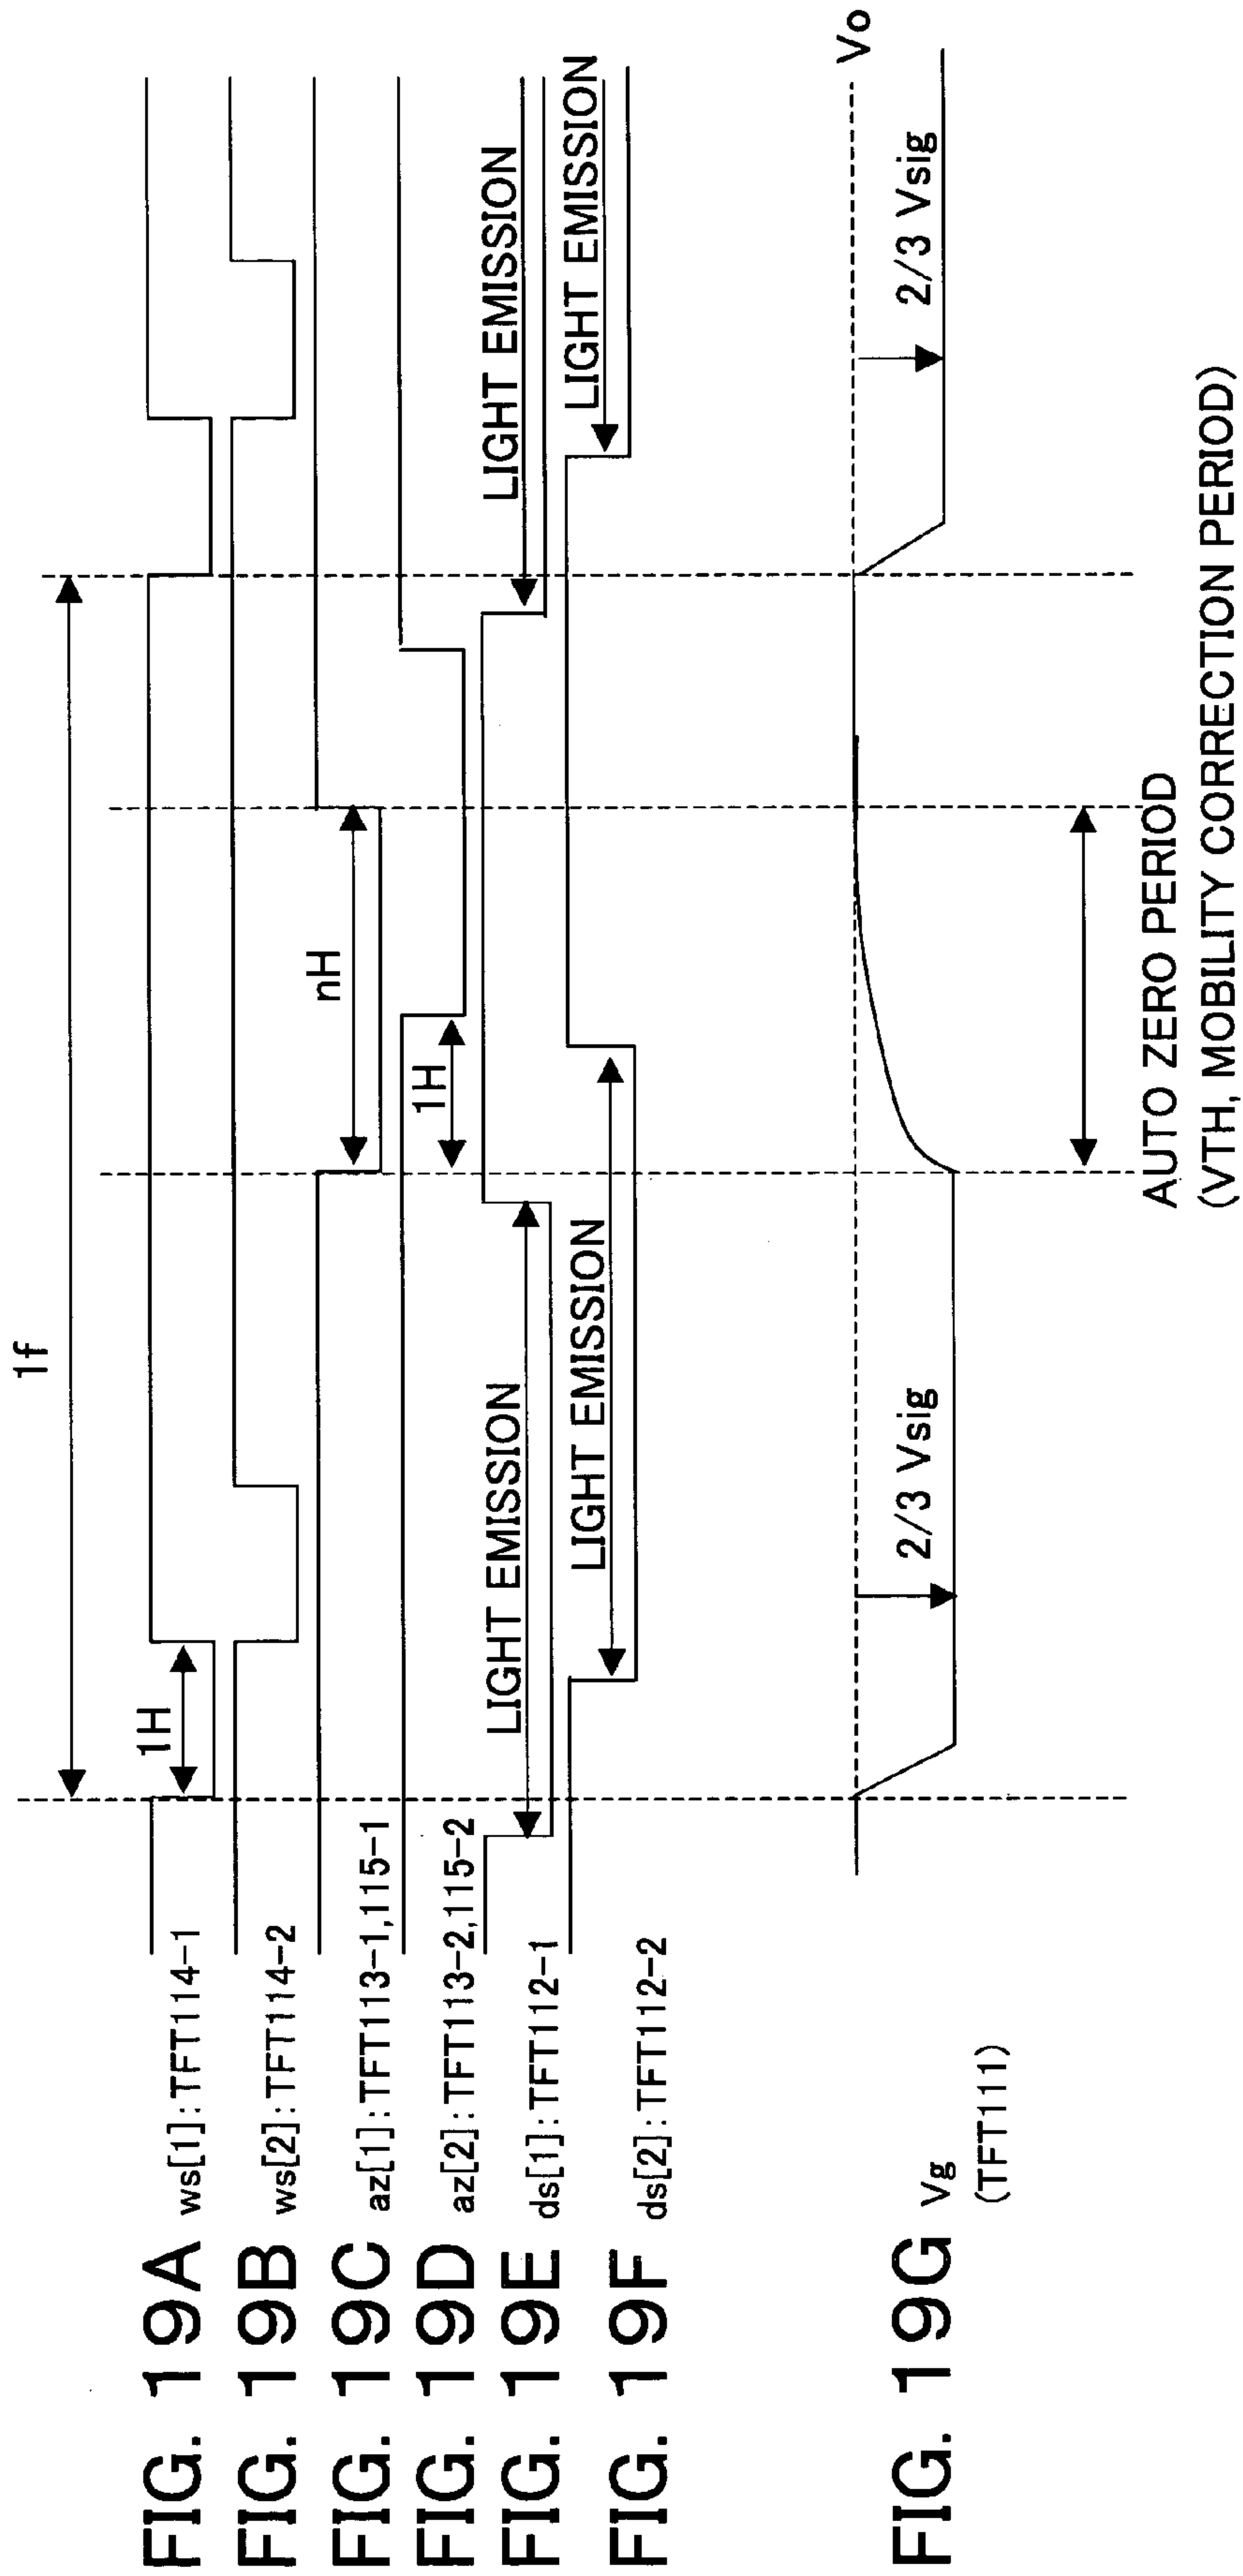 1f
FIG. 19A ws[1]:TFT114-1
1H
FIG. 19B ws[2]:TFT114-2
FIG. 19C az[1]:TFT113-1,115-1
nH
FIG. 19D az[2]:TFT113-2,115-2
1H
FIG. 19E ds[1]:TFT112-1
LIGHT EMISSION
LIGHT EMISSION
FIG. 19F ds[2]:TFT112-2
LIGHT EMISSION
LIGHT EMISSION
FIG. 19G Vg
(TFT111)
2/3 Vsig
2/3 Vsig
Vo
AUTO ZERO PERIOD
(VTH, MOBILITY CORRECTION PERIOD)